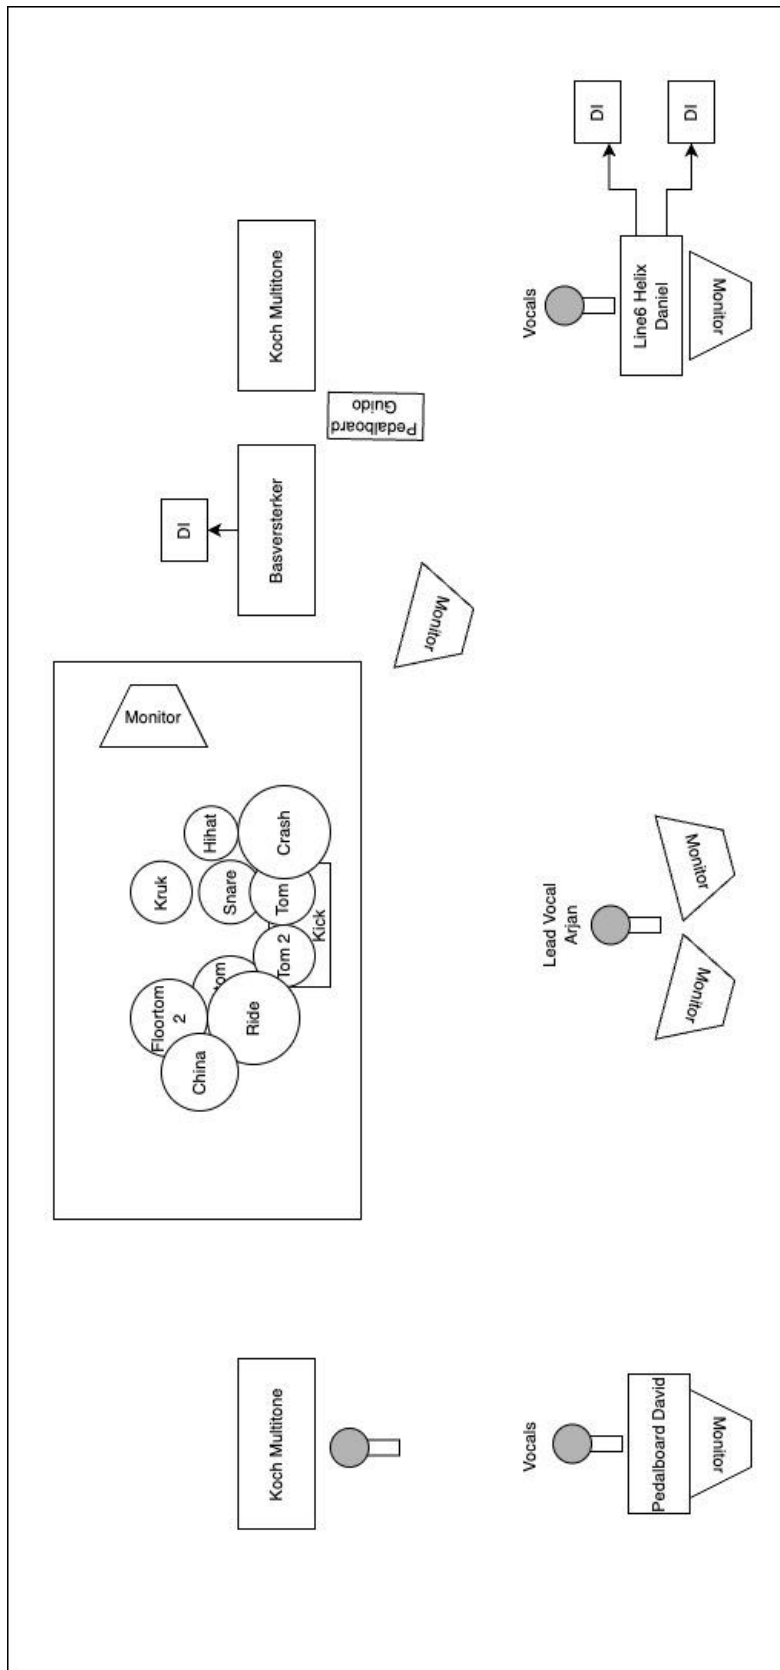 DI
DI
Koch Multitone
Line6 Helix
Daniel
Monitor
Vocals
Pedalboard
Guido
DI
Basversterker
Monitor
Monitor
Hihat
Crash
Kruk
Snare
Tom
Kick
Tom 2
tom
Floortom
2
Ride
China
Lead Vocal
Arjan
Monitor
Monitor
Koch Multitone
Vocals
Pedalboard David
Monitor